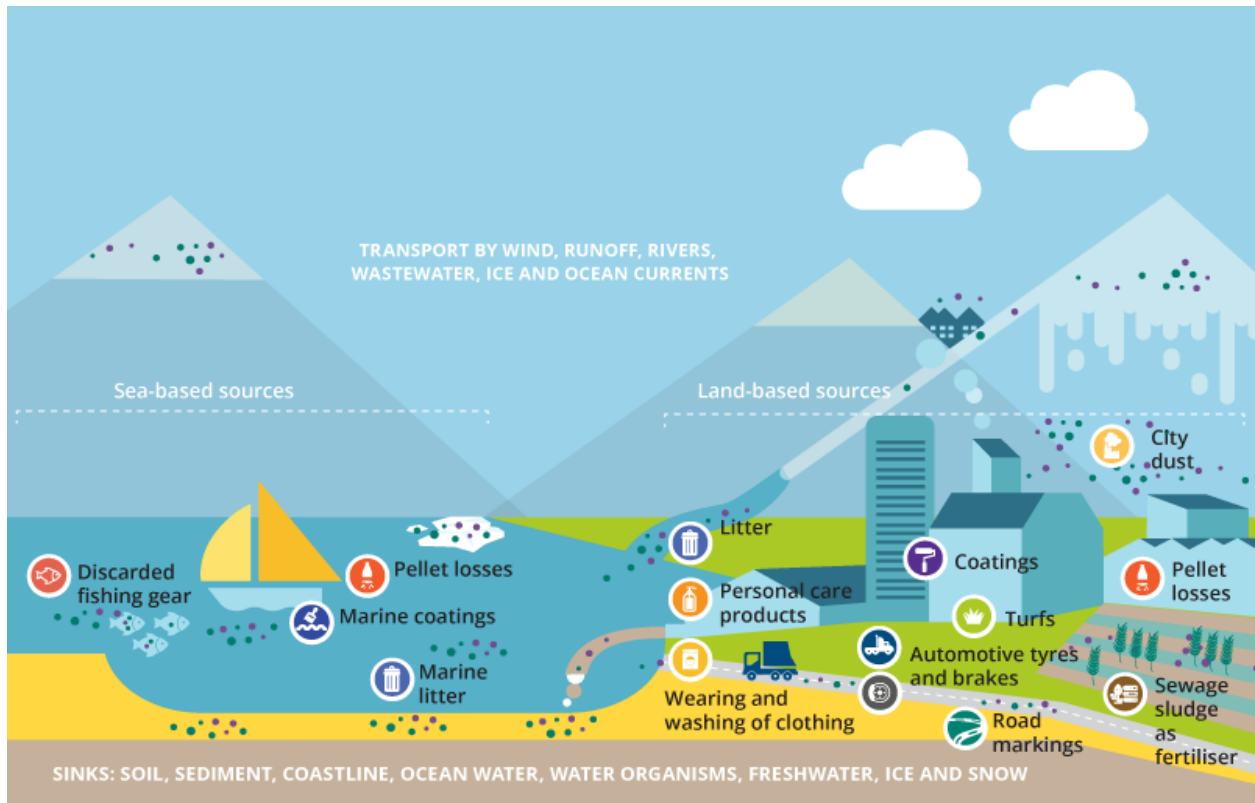 TRANSPORT BY WIND, RUNOFF, RIVERS,
WASTEWATER, ICE AND OCEAN CURRENTS
Sea-based sources
Land-based sources
City
dust
Litter
Discarded
fishing gear
Pellet losses
Marine coatings
Marine
litter
Personal care
products
Coatings
Pellet
losses
Turfs
Wearing and
washing of clothing
Automotive tyres
and brakes
Road
markings
Sewage
sludge
as
fertiliser
SINKS: SOIL, SEDIMENT, COASTLINE, OCEAN WATER, WATER ORGANISMS, FRESHWATER, ICE AND SNOW